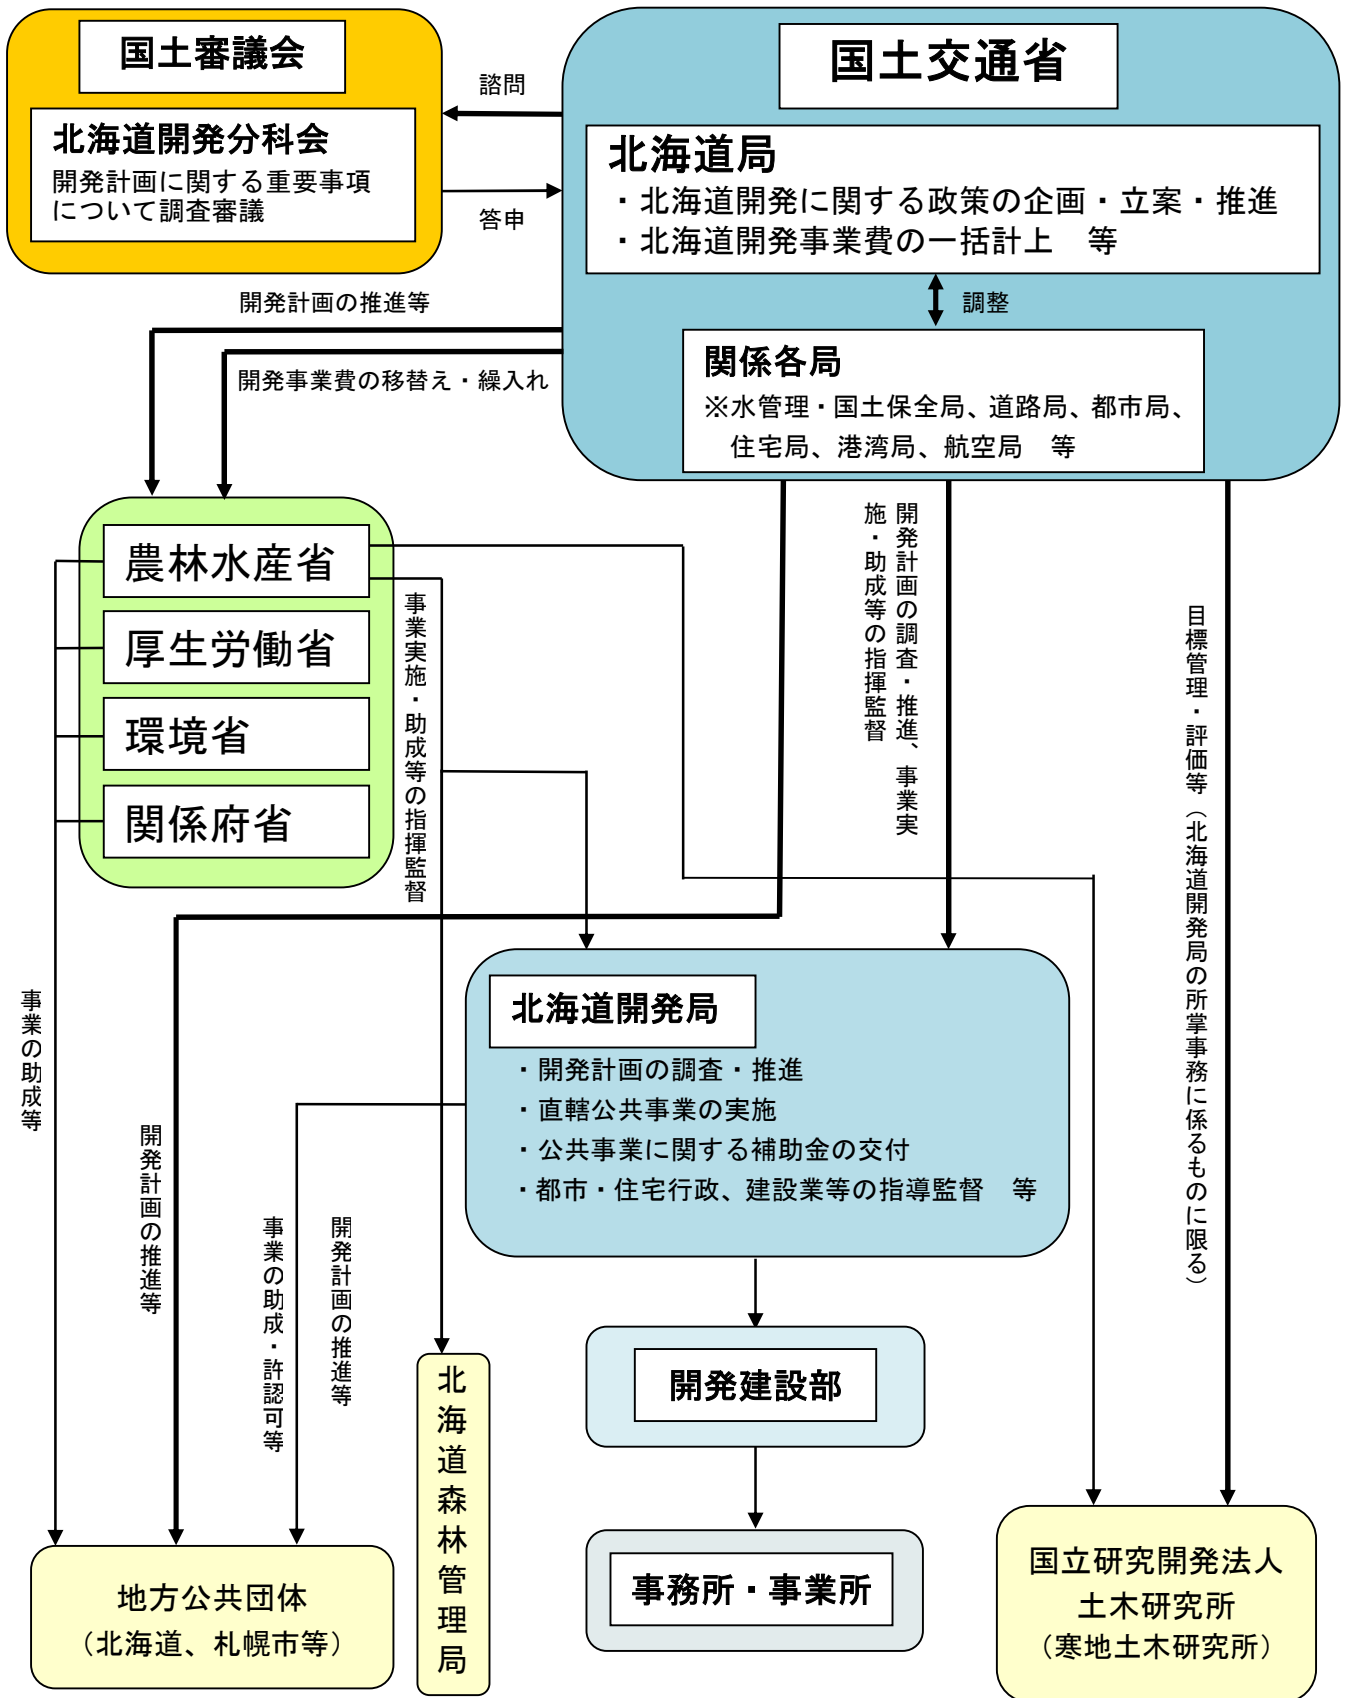 国土審議会
北海道開発分科会
開発計画に関する重要事項
について調査審議
諮問
答申
国土交通省
北海道局
・北海道開発に関する政策の企画・立案・推進
・北海道開発事業費の一括計上　等
調整
関係各局
※水管理・国土保全局、道路局、都市局、
住宅局、港湾局、航空局　等
開発計画の推進等
開発事業費の移替え・繰入れ
農林水産省
厚生労働省
環境省
関係府省
事業実施・助成等の指揮監督
開発計画の調査・推進、事業実
施・助成等の指揮監督
目標管理・評価等（北海道開発局の所掌事務に係るものに限る）
北海道開発局
・開発計画の調査・推進
・直轄公共事業の実施
・公共事業に関する補助金の交付
・都市・住宅行政、建設業等の指導監督　等
事業の助成等
開発計画の推進等
開発計画の推進等
事業の助成・許認可等
北海道森林管理局
開発建設部
事務所・事業所
地方公共団体
（北海道、札幌市等）
国立研究開発法人
土木研究所
（寒地土木研究所）